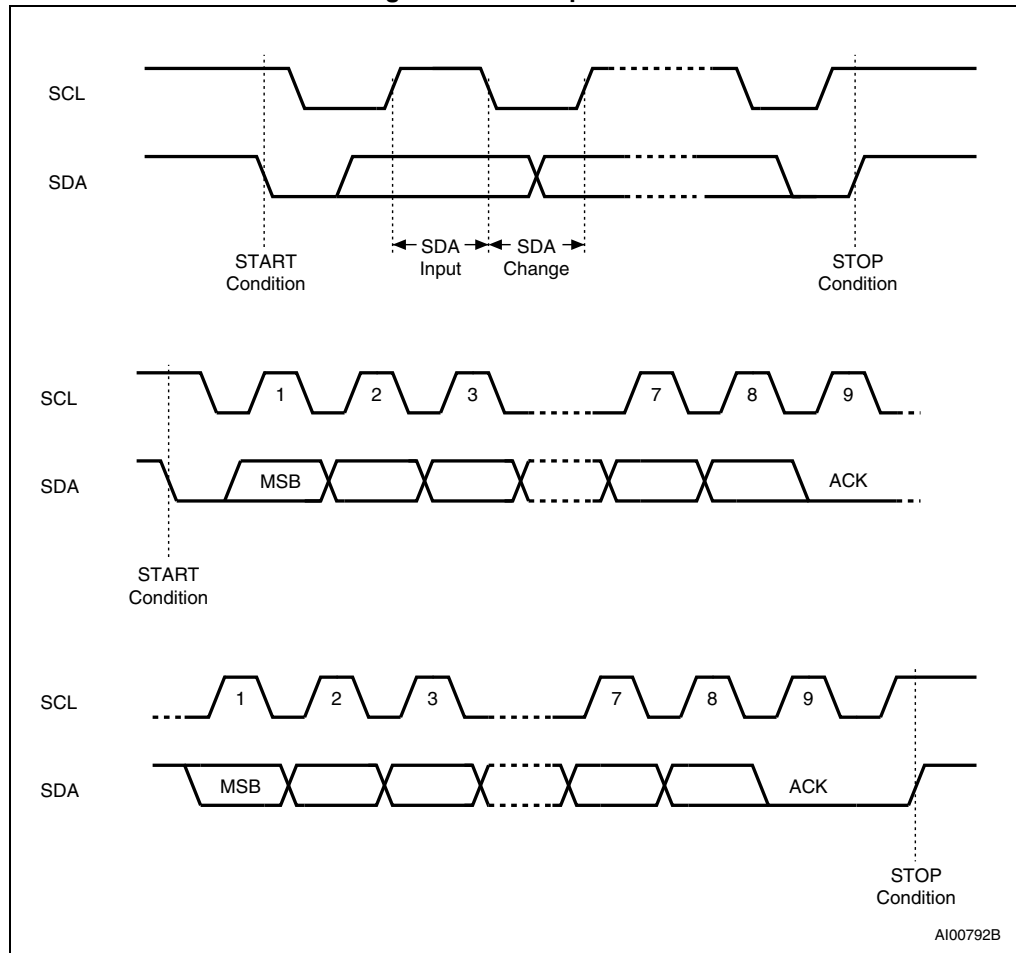 SCL
SDA
START
Condition
SDA
Input
SDA
Change
STOP
Condition
SCL
1 2 3 7 8 9
SDA
MSB
ACK
START
Condition
SCL
1 2 3 7 8 9
SDA
MSB
ACK
STOP
Condition
AI00792B